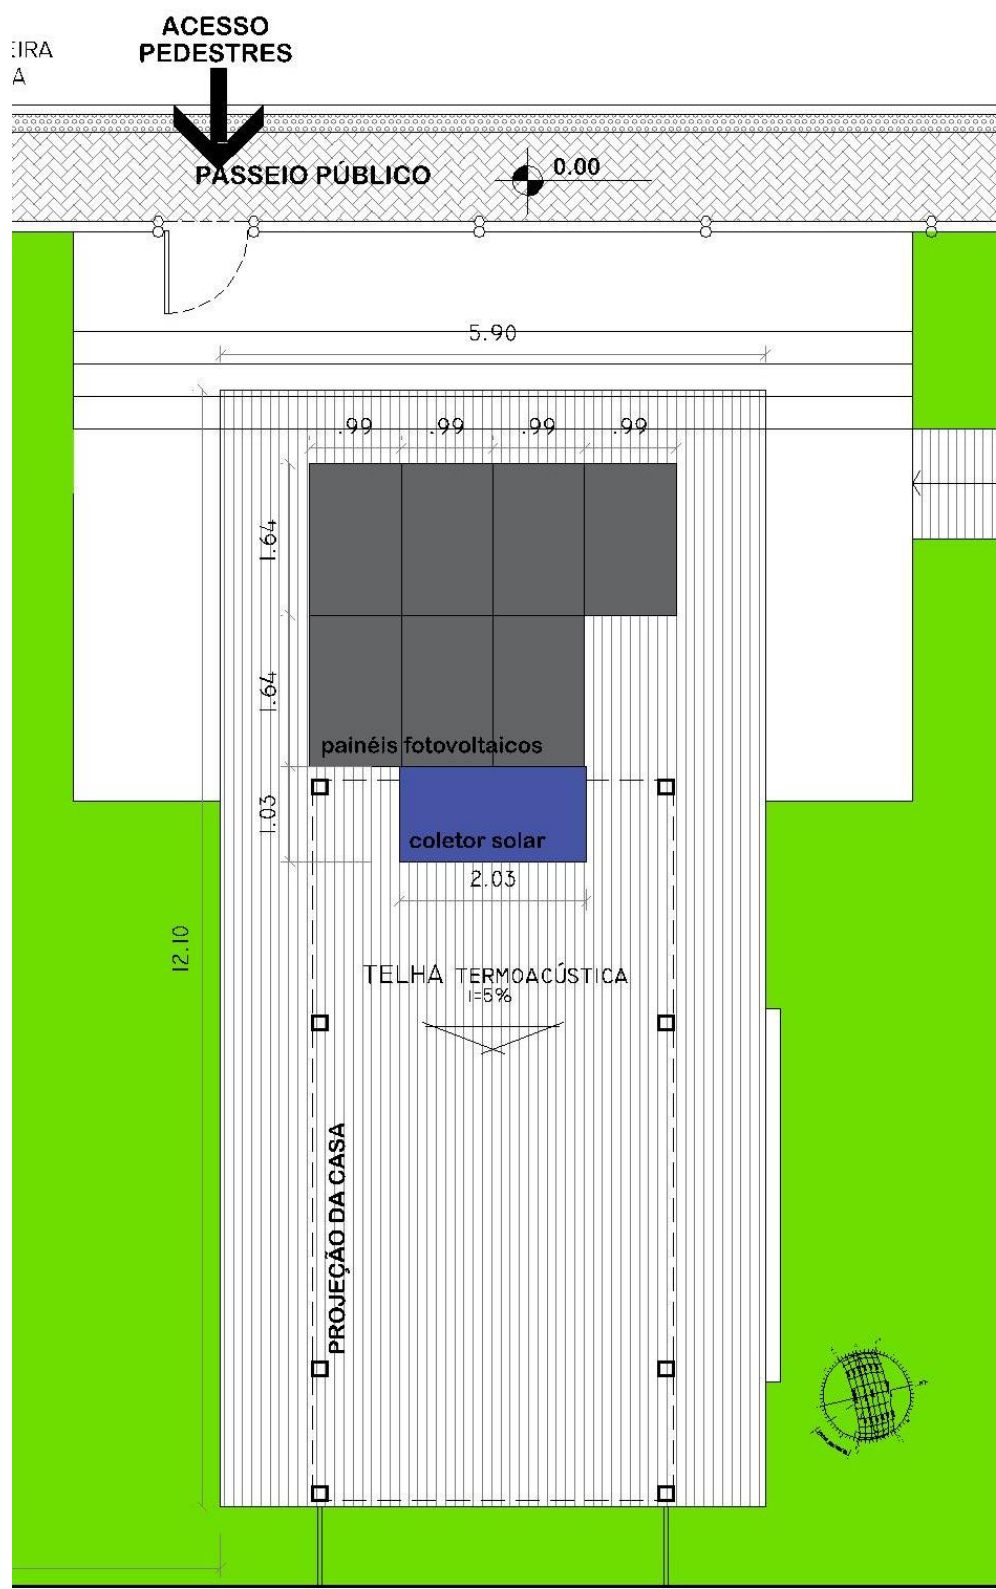 ACESSO
PEDESTRES
EIRA
A
PASSEIO PÚBLICO
0.00
5.90
.99 .99 .99 .99
1.64
1.64
painéis fotovoltaicos
1.03
coletor solar
2.03
12.10
TELHA TERMOACÚSTICA
I=5%
PROJEÇÃO DA CASA